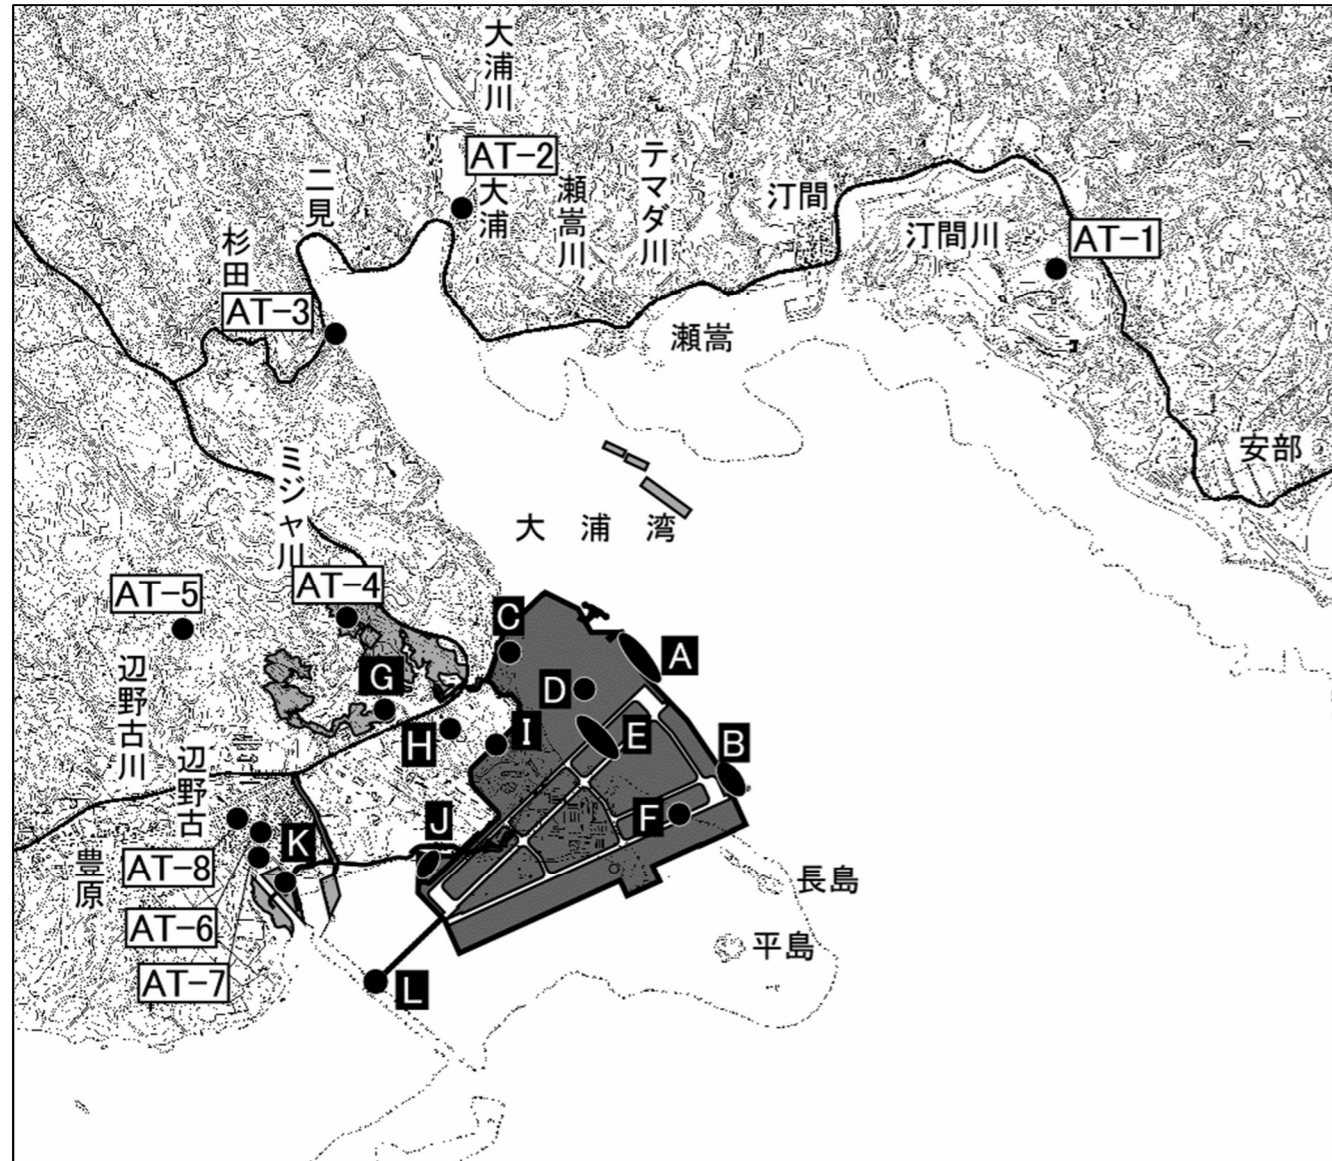 大浦川
AT-2
大浦
瀬嵩川
テマダ川
汀間
汀間川
AT-1
二見
杉田
AT-3
瀬嵩
安部
大浦湾
ミジャ川
AT-4
AT-5
辺野古川
辺野古
豊原
AT-8
AT-6
AT-7
C
A
D
G
I
E
B
H
F
J
K
L
長島
平島